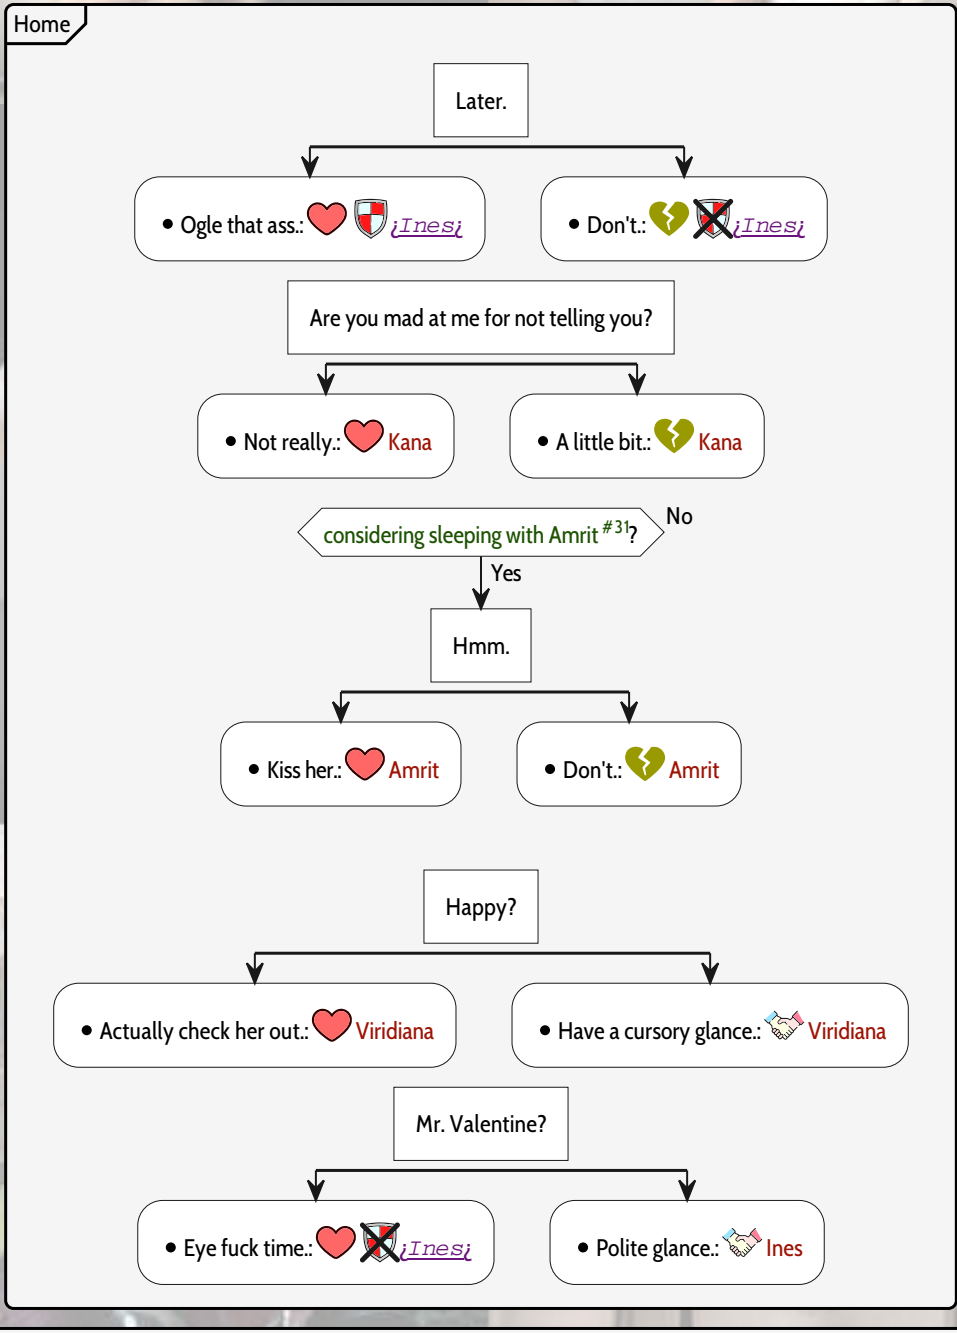 Home
Later.
• Ogle that ass.: ¡Ines¡
• Don't.: ¡Ines¡
Are you mad at me for not telling you?
• Not really.: Kana
• A little bit.: Kana
considering sleeping with Amrit #31?
No
Yes
Hmm.
• Kiss her.: Amrit
• Don't.: Amrit
Happy?
• Actually check her out.: Viridiana
• Have a cursory glance.: Viridiana
Mr. Valentine?
• Eye fuck time.: ¡Ines¡
• Polite glance.: Ines